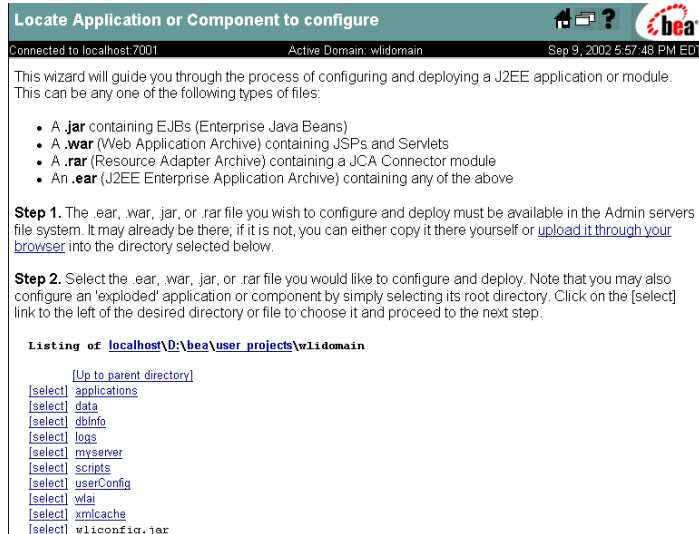 Locate Application or Component to configure
? bea
Connected to localhost:7001 Active Domain: wlidomain Sep 9, 2002 5:57:48 PM EDT
This wizard will guide you through the process of configuring and deploying a J2EE application or module.
This can be any one of the following types of files:
• A .jar containing EJBs (Enterprise Java Beans)
• A .war (Web Application Archive) containing JSPs and Servlets
• A .rar (Resource Adapter Archive) containing a JCA Connector module
• An .ear (J2EE Enterprise Application Archive) containing any of the above
Step 1. The .ear, .war, .jar, or .rar file you wish to configure and deploy must be available in the Admin servers
file system. It may already be there; if it is not, you can either copy it there yourself or upload it through your
browser into the directory selected below.
Step 2. Select the .ear, .war, .jar, or .rar file you would like to configure and deploy. Note that you may also
configure an 'exploded' application or component by simply selecting its root directory. Click on the [select]
link to the left of the desired directory or file to choose it and proceed to the next step.
Listing of localhost\D:\bea\user_projects\wlidomain
[Up to parent directory]
[select] applications
[select] data
[select] dbInfo
[select] logs
[select] myserver
[select] scripts
[select] userConfig
[select] wlai
[select] xmlcache
[select] wliconfig.jar